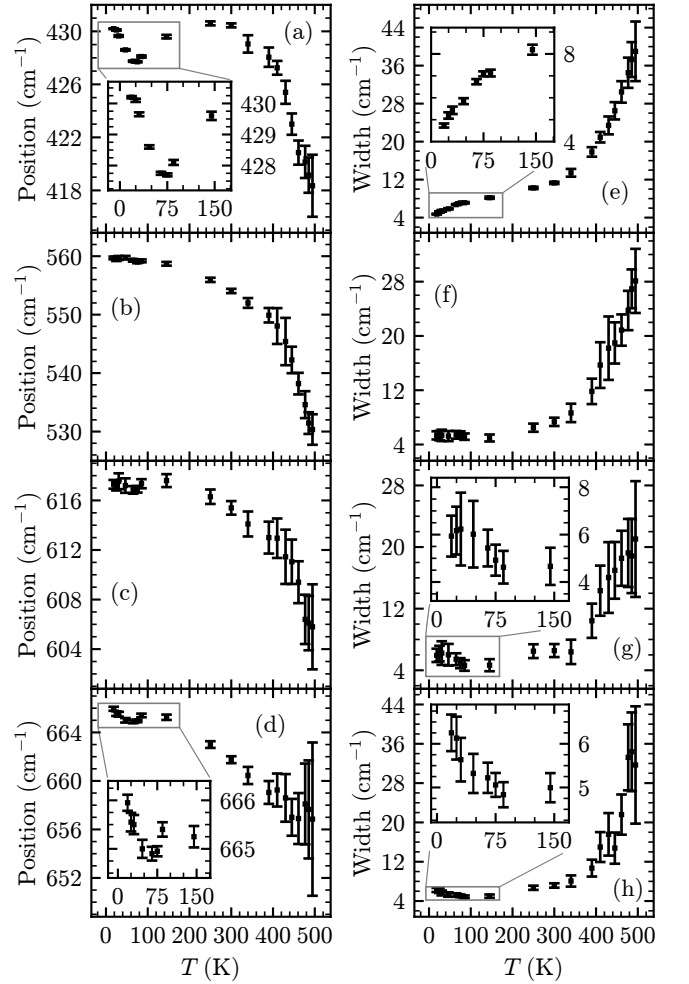 Position (cm⁻¹)
430
426
422
418
(a)
430
429
428
0 75 150
Width (cm⁻¹)
44
36
28
20
12
4
8
4
0 75 150
(e)
Position (cm⁻¹)
560
550
540
530
(b)
Width (cm⁻¹)
28
20
12
4
(f)
Position (cm⁻¹)
616
612
608
604
(c)
Width (cm⁻¹)
28
20
12
4
8
6
4
0 75 150
(g)
Position (cm⁻¹)
664
660
656
652
(d)
666
665
0 75 150
Width (cm⁻¹)
44
36
28
20
12
4
6
5
0 75 150
(h)
0 100 200 300 400 500
T (K)
0 100 200 300 400 500
T (K)